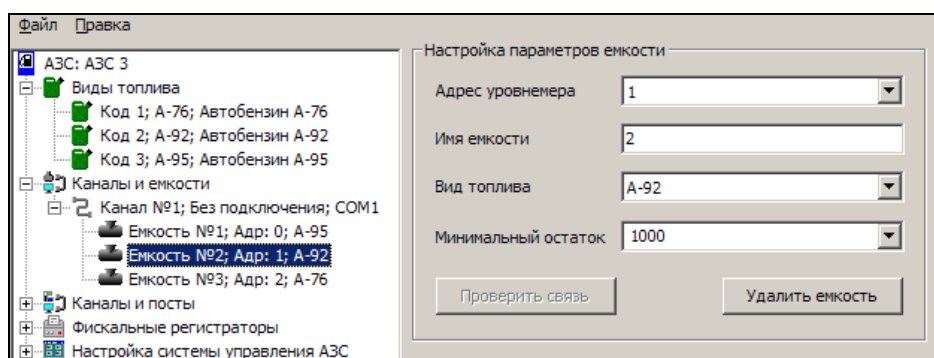 Файл Правка
АЗС: АЗС 3
Виды топлива
Код 1; А-76; Автобензин А-76
Код 2; А-92; Автобензин А-92
Код 3; А-95; Автобензин А-95
Каналы и емкости
Канал №1; Без подключения; COM1
Емкость №1; Адр: 0; А-95
Емкость №2; Адр: 1; А-92
Емкость №3; Адр: 2; А-76
Каналы и посты
Фискальные регистраторы
Настройка системы управления АЗС
Настройка параметров емкости
Адрес уровнемера 1
Имя емкости 2
Вид топлива А-92
Минимальный остаток 1000
Проверить связь Удалить емкость